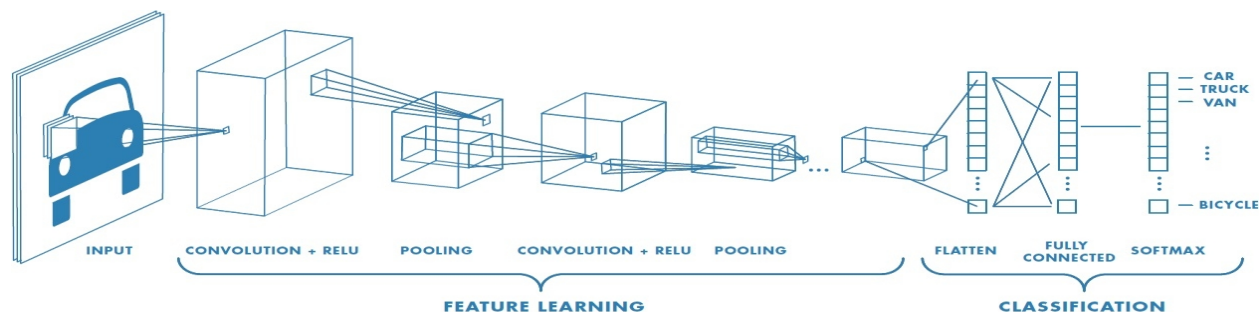 CAR
TRUCK
VAN
BICYCLE
INPUT
CONVOLUTION + RELU
POOLING
CONVOLUTION + RELU
POOLING
FLATTEN
FULLY
CONNECTED
SOFTMAX
FEATURE LEARNING
CLASSIFICATION